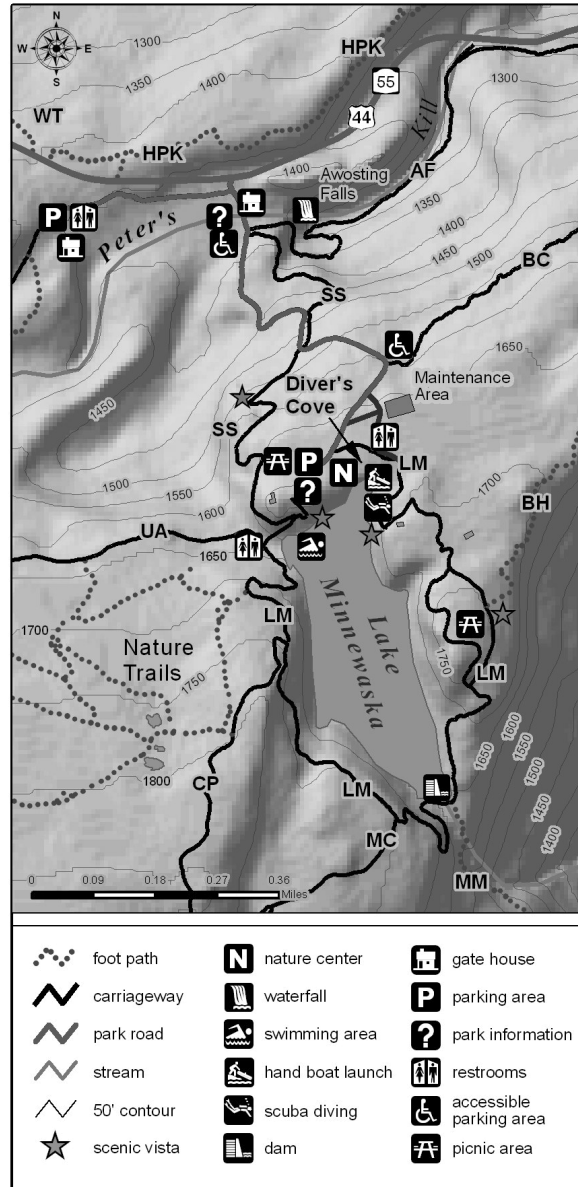 N
W E
S
1300
1350
1400
HPK
55
44
1300
WT
HPK
Kill
1400
Awosting
Falls
AF
1350
1400
1450
1500
P
Peter's
?
BC
SS
1550
1650
Diver's
Cove
Maintenance
Area
1450
SS
1500
1550
1600
P
N
?
LM
1700
BH
UA
1650
LM
Lake
Minnewaska
1700
Nature
Trails
1750
1750
LM
1800
CP
LM
MC
MM
1600
1650
1550
1500
1450
1400
0 0.09 0.18 0.27 0.36
Miles
foot path
N nature center
gate house
carriageway
waterfall
P parking area
park road
swimming area
? park information
stream
hand boat launch
restrooms
50' contour
scuba diving
accessible
parking area
scenic vista
dam
picnic area